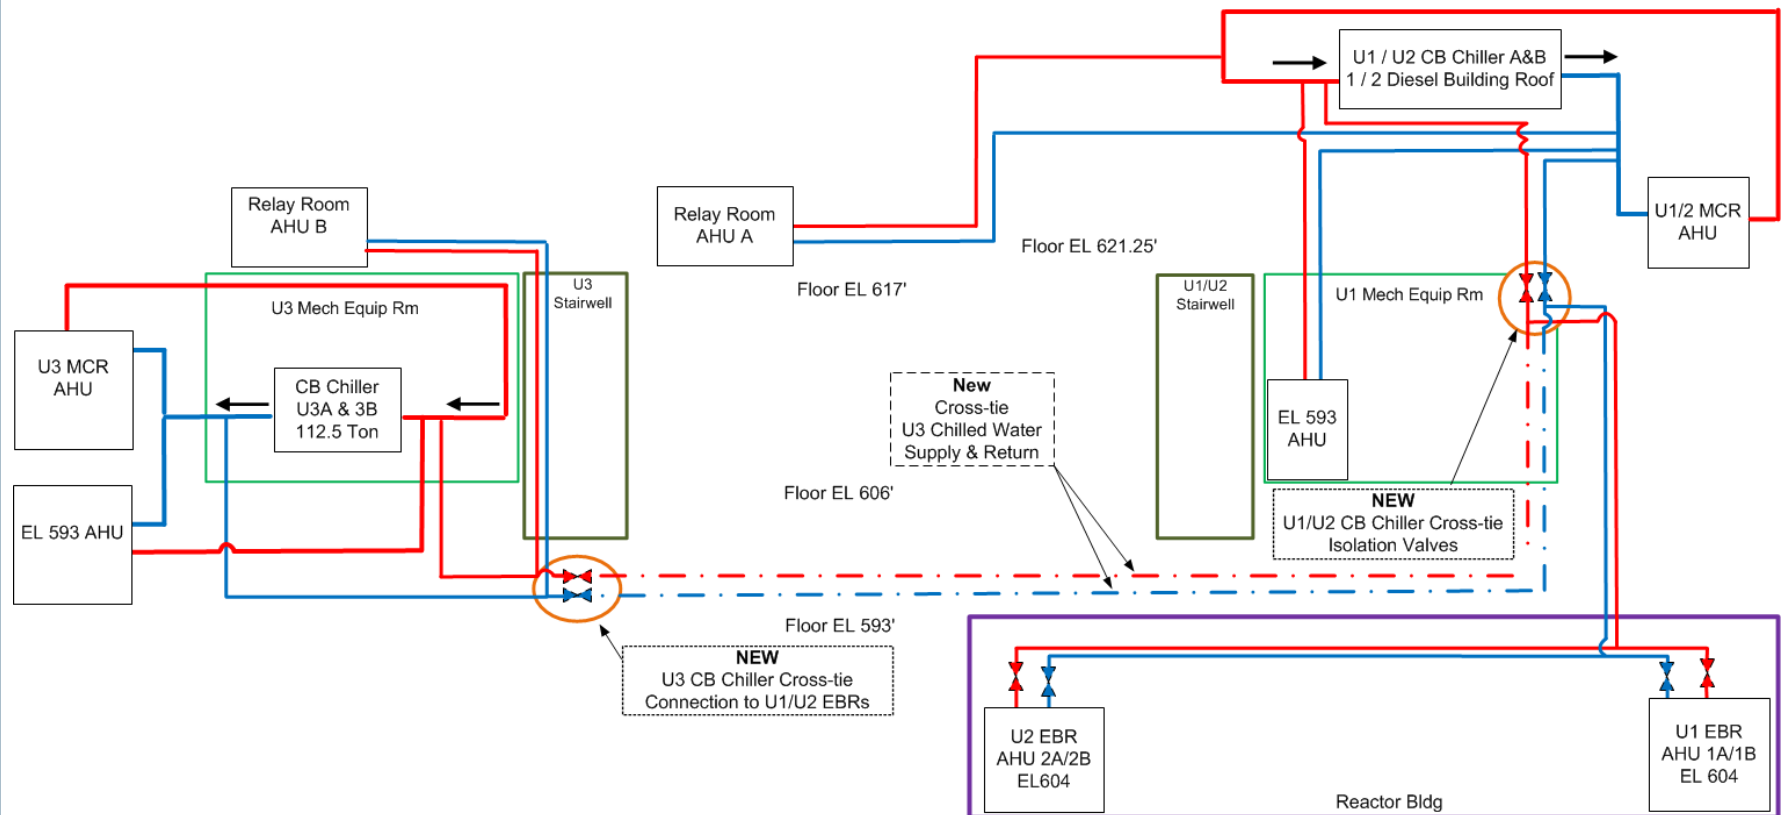 U1 / U2 CB Chiller A&B
1 / 2 Diesel Building Roof
Relay Room
AHU B
Relay Room
AHU A
U1/2 MCR
AHU
Floor EL 621.25'
Floor EL 617'
U3
Stairwell
U1/U2
Stairwell
U3 Mech Equip Rm
U1 Mech Equip Rm
U3 MCR
AHU
CB Chiller
U3A & 3B
112.5 Ton
New
Cross-tie
U3 Chilled Water
Supply & Return
EL 593
AHU
Floor EL 606'
NEW
U1/U2 CB Chiller Cross-tie
Isolation Valves
EL 593 AHU
Floor EL 593'
NEW
U3 CB Chiller Cross-tie
Connection to U1/U2 EBRs
U2 EBR
AHU 2A/2B
EL604
U1 EBR
AHU 1A/1B
EL 604
Reactor Bldg